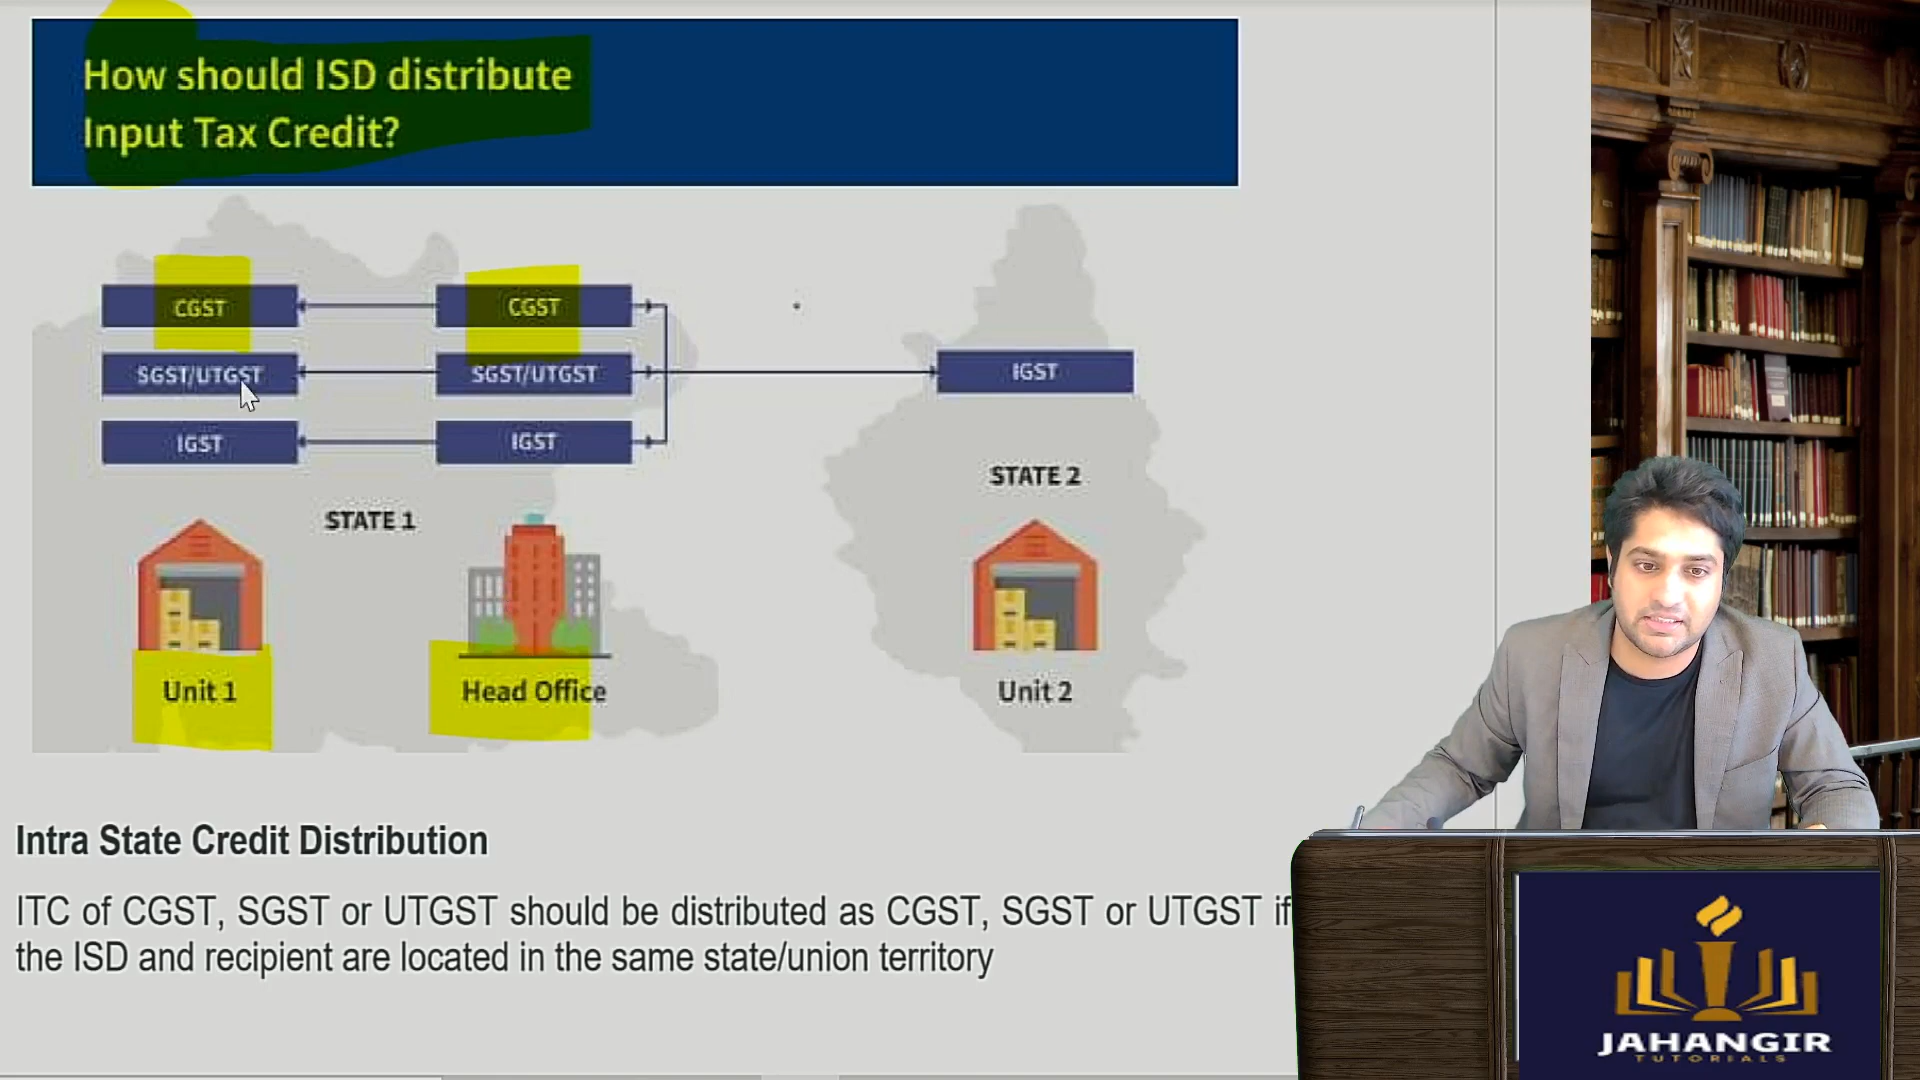 How should ISD distribute
Input Tax Credit?
CGST
CGST
SGST/UTGST
SGST/UTGST
IGST
IGST
IGST
STATE 1
STATE 2
Unit 1
Head Office
Unit 2
Intra State Credit Distribution
ITC of CGST, SGST or UTGST should be distributed as CGST, SGST or UTGST if
the ISD and recipient are located in the same state/union territory
JAHANGIR
TUTORIALS